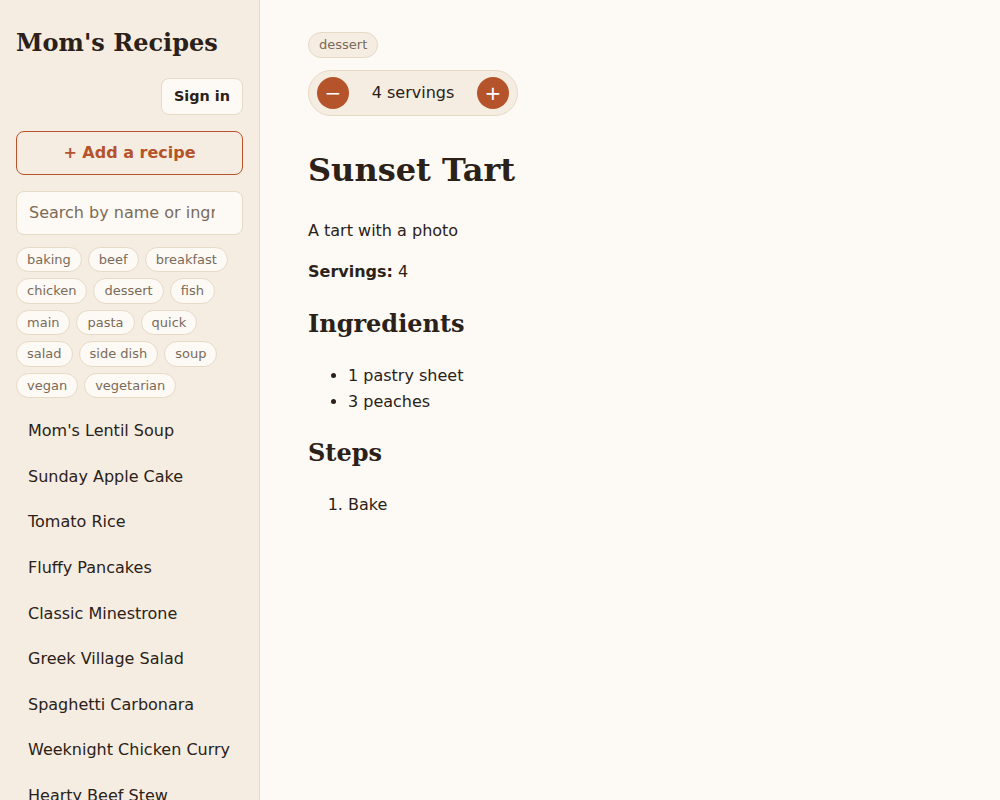 Mom's Recipes
Sign in
+ Add a recipe
Search by name or ingr
baking beef breakfast
chicken dessert fish
main pasta quick
salad side dish soup
vegan vegetarian
Mom's Lentil Soup
Sunday Apple Cake
Tomato Rice
Fluffy Pancakes
Classic Minestrone
Greek Village Salad
Spaghetti Carbonara
Weeknight Chicken Curry
Hearty Beef Stew
dessert
− 4 servings +
Sunset Tart
A tart with a photo
Servings: 4
Ingredients
• 1 pastry sheet
• 3 peaches
Steps
1. Bake